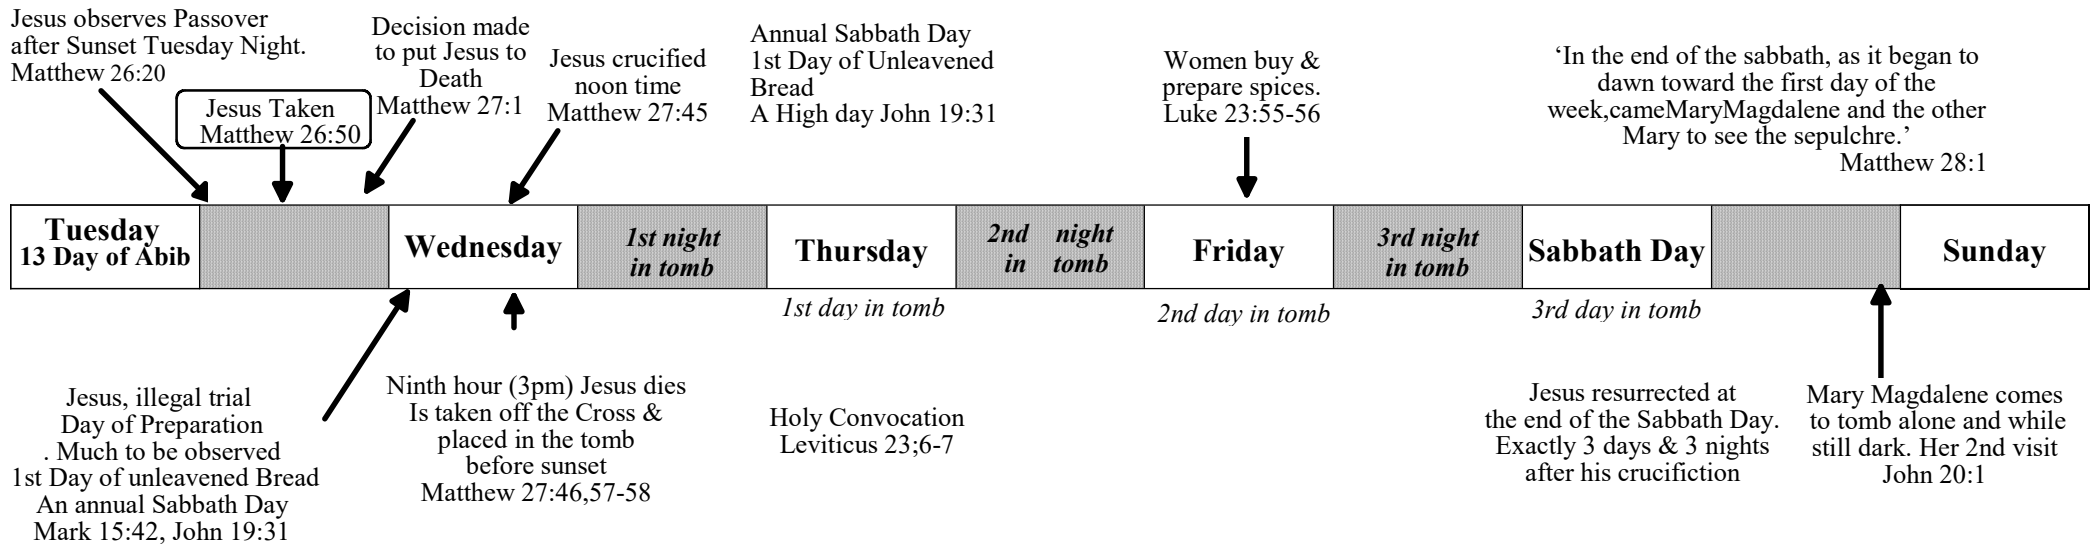 Jesus observes Passover
after Sunset Tuesday Night.
Matthew 26:20
Jesus Taken
Matthew 26:50
Decision made
to put Jesus to
Death
Matthew 27:1
Jesus crucified
noon time
Matthew 27:45
Annual Sabbath Day
1st Day of Unleavened
Bread
A High day John 19:31
Women buy &
prepare spices.
Luke 23:55-56
‘In the end of the sabbath, as it began to
dawn toward the first day of the
week,cameMaryMagdalene and the other
Mary to see the sepulchre.’
Matthew 28:1
Tuesday
13 Day of Abib
Wednesday
1st night
in tomb
Thursday
2nd night
in tomb
Friday
3rd night
in tomb
Sabbath Day
Sunday
1st day in tomb
2nd day in tomb
3rd day in tomb
Jesus, illegal trial
Day of Preparation
. Much to be observed
1st Day of unleavened Bread
An annual Sabbath Day
Mark 15:42, John 19:31
Ninth hour (3pm) Jesus dies
Is taken off the Cross &
placed in the tomb
before sunset
Matthew 27:46,57-58
Holy Convocation
Leviticus 23;6-7
Jesus resurrected at
the end of the Sabbath Day.
Exactly 3 days & 3 nights
after his crucifiction
Mary Magdalene comes
to tomb alone and while
still dark. Her 2nd visit
John 20:1